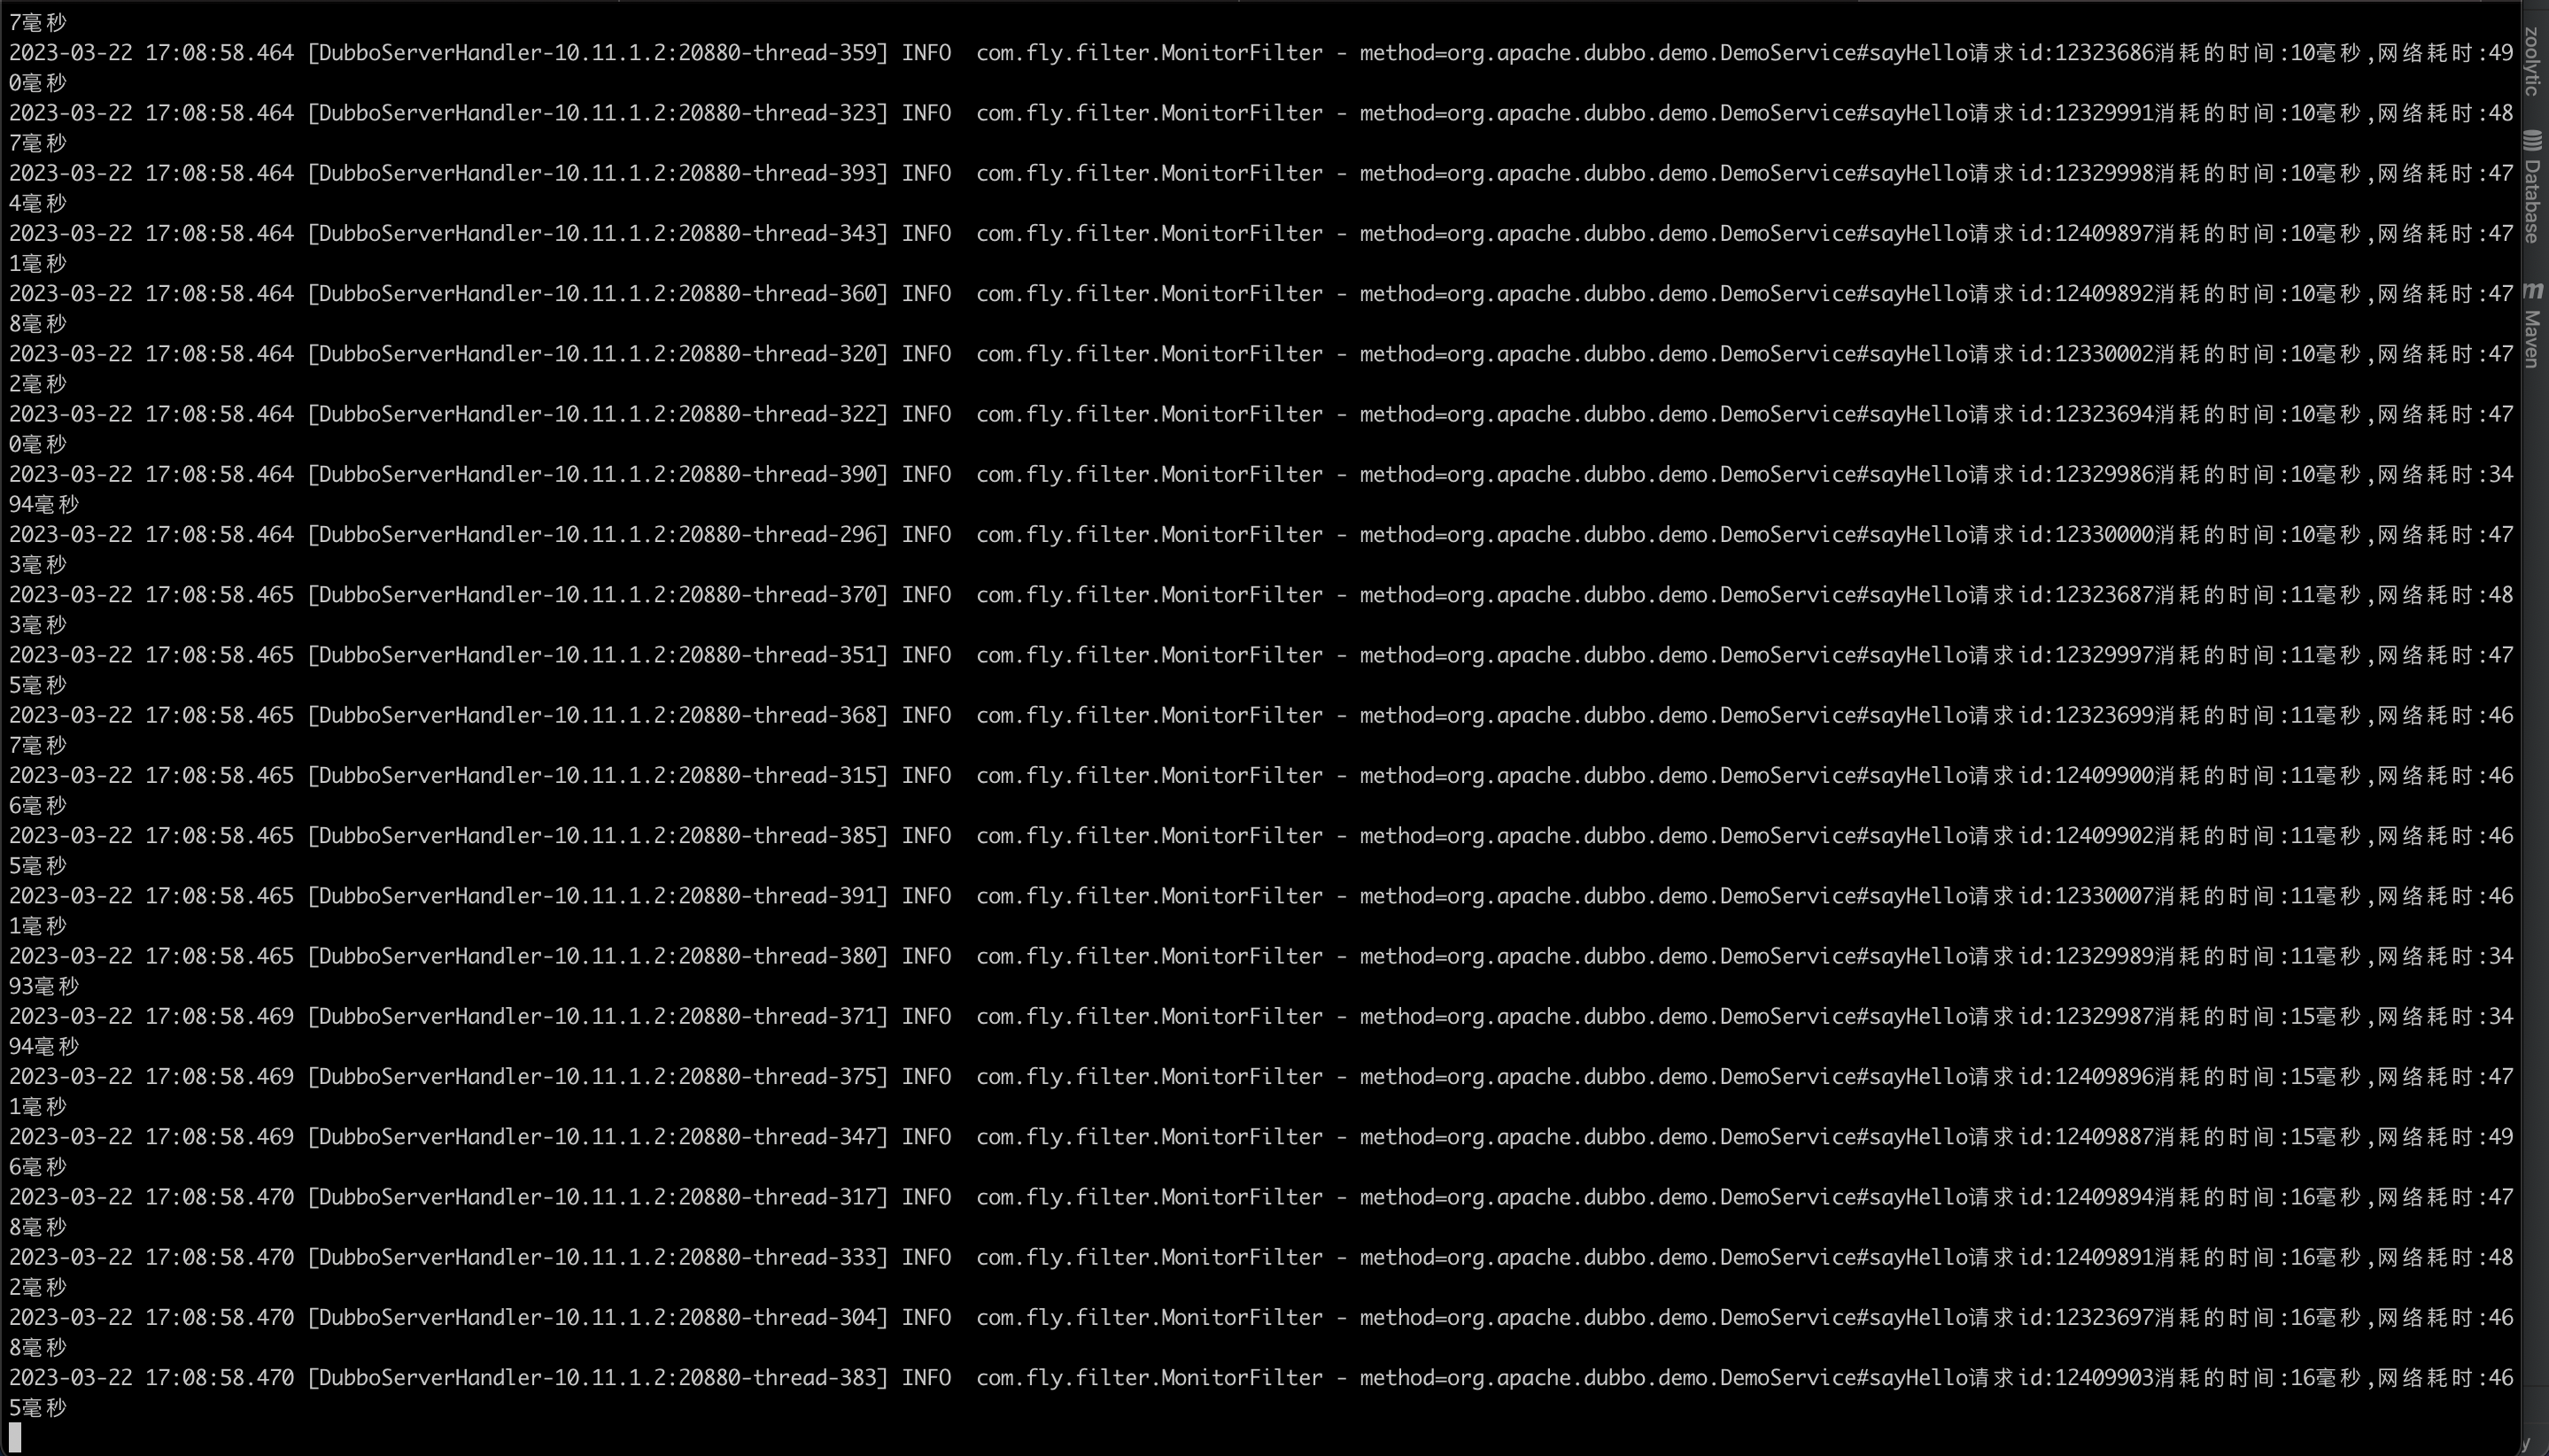 7毫秒
2023-03-22 17:08:58.464 [DubboServerHandler-10.11.1.2:20880-thread-359] INFO  com.fly.filter.MonitorFilter - method=org.apache.dubbo.demo.DemoService#sayHello请求id:12323686消耗的时间:10毫秒,网络耗时:49
0毫秒
2023-03-22 17:08:58.464 [DubboServerHandler-10.11.1.2:20880-thread-323] INFO  com.fly.filter.MonitorFilter - method=org.apache.dubbo.demo.DemoService#sayHello请求id:12329991消耗的时间:10毫秒,网络耗时:48
7毫秒
2023-03-22 17:08:58.464 [DubboServerHandler-10.11.1.2:20880-thread-393] INFO  com.fly.filter.MonitorFilter - method=org.apache.dubbo.demo.DemoService#sayHello请求id:12329998消耗的时间:10毫秒,网络耗时:47
4毫秒
2023-03-22 17:08:58.464 [DubboServerHandler-10.11.1.2:20880-thread-343] INFO  com.fly.filter.MonitorFilter - method=org.apache.dubbo.demo.DemoService#sayHello请求id:12409897消耗的时间:10毫秒,网络耗时:47
1毫秒
2023-03-22 17:08:58.464 [DubboServerHandler-10.11.1.2:20880-thread-360] INFO  com.fly.filter.MonitorFilter - method=org.apache.dubbo.demo.DemoService#sayHello请求id:12409892消耗的时间:10毫秒,网络耗时:47
8毫秒
2023-03-22 17:08:58.464 [DubboServerHandler-10.11.1.2:20880-thread-320] INFO  com.fly.filter.MonitorFilter - method=org.apache.dubbo.demo.DemoService#sayHello请求id:12330002消耗的时间:10毫秒,网络耗时:47
2毫秒
2023-03-22 17:08:58.464 [DubboServerHandler-10.11.1.2:20880-thread-322] INFO  com.fly.filter.MonitorFilter - method=org.apache.dubbo.demo.DemoService#sayHello请求id:12323694消耗的时间:10毫秒,网络耗时:47
0毫秒
2023-03-22 17:08:58.464 [DubboServerHandler-10.11.1.2:20880-thread-390] INFO  com.fly.filter.MonitorFilter - method=org.apache.dubbo.demo.DemoService#sayHello请求id:12329986消耗的时间:10毫秒,网络耗时:34
94毫秒
2023-03-22 17:08:58.464 [DubboServerHandler-10.11.1.2:20880-thread-296] INFO  com.fly.filter.MonitorFilter - method=org.apache.dubbo.demo.DemoService#sayHello请求id:12330000消耗的时间:10毫秒,网络耗时:47
3毫秒
2023-03-22 17:08:58.465 [DubboServerHandler-10.11.1.2:20880-thread-370] INFO  com.fly.filter.MonitorFilter - method=org.apache.dubbo.demo.DemoService#sayHello请求id:12323687消耗的时间:11毫秒,网络耗时:48
3毫秒
2023-03-22 17:08:58.465 [DubboServerHandler-10.11.1.2:20880-thread-351] INFO  com.fly.filter.MonitorFilter - method=org.apache.dubbo.demo.DemoService#sayHello请求id:12329997消耗的时间:11毫秒,网络耗时:47
5毫秒
2023-03-22 17:08:58.465 [DubboServerHandler-10.11.1.2:20880-thread-368] INFO  com.fly.filter.MonitorFilter - method=org.apache.dubbo.demo.DemoService#sayHello请求id:12323699消耗的时间:11毫秒,网络耗时:46
7毫秒
2023-03-22 17:08:58.465 [DubboServerHandler-10.11.1.2:20880-thread-315] INFO  com.fly.filter.MonitorFilter - method=org.apache.dubbo.demo.DemoService#sayHello请求id:12409900消耗的时间:11毫秒,网络耗时:46
6毫秒
2023-03-22 17:08:58.465 [DubboServerHandler-10.11.1.2:20880-thread-385] INFO  com.fly.filter.MonitorFilter - method=org.apache.dubbo.demo.DemoService#sayHello请求id:12409902消耗的时间:11毫秒,网络耗时:46
5毫秒
2023-03-22 17:08:58.465 [DubboServerHandler-10.11.1.2:20880-thread-391] INFO  com.fly.filter.MonitorFilter - method=org.apache.dubbo.demo.DemoService#sayHello请求id:12330007消耗的时间:11毫秒,网络耗时:46
1毫秒
2023-03-22 17:08:58.465 [DubboServerHandler-10.11.1.2:20880-thread-380] INFO  com.fly.filter.MonitorFilter - method=org.apache.dubbo.demo.DemoService#sayHello请求id:12329989消耗的时间:11毫秒,网络耗时:34
93毫秒
2023-03-22 17:08:58.469 [DubboServerHandler-10.11.1.2:20880-thread-371] INFO  com.fly.filter.MonitorFilter - method=org.apache.dubbo.demo.DemoService#sayHello请求id:12329987消耗的时间:15毫秒,网络耗时:34
94毫秒
2023-03-22 17:08:58.469 [DubboServerHandler-10.11.1.2:20880-thread-375] INFO  com.fly.filter.MonitorFilter - method=org.apache.dubbo.demo.DemoService#sayHello请求id:12409896消耗的时间:15毫秒,网络耗时:47
1毫秒
2023-03-22 17:08:58.469 [DubboServerHandler-10.11.1.2:20880-thread-347] INFO  com.fly.filter.MonitorFilter - method=org.apache.dubbo.demo.DemoService#sayHello请求id:12409887消耗的时间:15毫秒,网络耗时:49
6毫秒
2023-03-22 17:08:58.470 [DubboServerHandler-10.11.1.2:20880-thread-317] INFO  com.fly.filter.MonitorFilter - method=org.apache.dubbo.demo.DemoService#sayHello请求id:12409894消耗的时间:16毫秒,网络耗时:47
8毫秒
2023-03-22 17:08:58.470 [DubboServerHandler-10.11.1.2:20880-thread-333] INFO  com.fly.filter.MonitorFilter - method=org.apache.dubbo.demo.DemoService#sayHello请求id:12409891消耗的时间:16毫秒,网络耗时:48
2毫秒
2023-03-22 17:08:58.470 [DubboServerHandler-10.11.1.2:20880-thread-304] INFO  com.fly.filter.MonitorFilter - method=org.apache.dubbo.demo.DemoService#sayHello请求id:12323697消耗的时间:16毫秒,网络耗时:46
8毫秒
2023-03-22 17:08:58.470 [DubboServerHandler-10.11.1.2:20880-thread-383] INFO  com.fly.filter.MonitorFilter - method=org.apache.dubbo.demo.DemoService#sayHello请求id:12409903消耗的时间:16毫秒,网络耗时:46
5毫秒
zoolytic
Database
m Maven
y